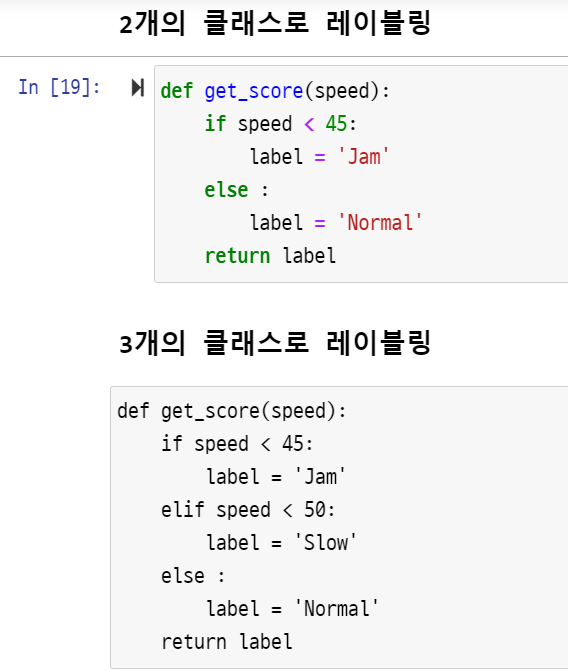 2개의 클래스로 레이블링
In [19]:
def get_score(speed):
    if speed < 45:
        label = 'Jam'
    else :
        label = 'Normal'
    return label
3개의 클래스로 레이블링
def get_score(speed):
    if speed < 45:
        label = 'Jam'
    elif speed < 50:
        label = 'Slow'
    else :
        label = 'Normal'
    return label